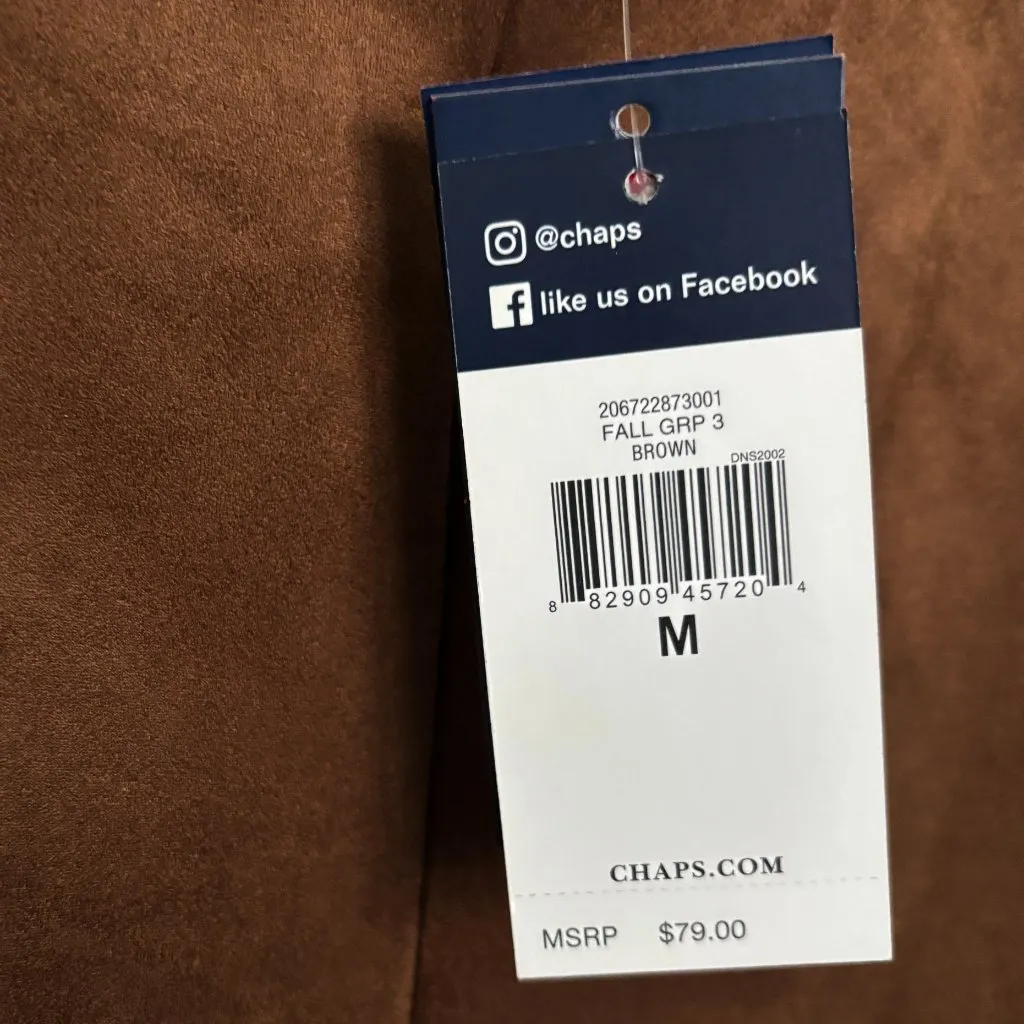 @chaps
like us on Facebook
206722873001
FALL GRP 3
BROWN
DNS2002
8 82909 45720 4
M
CHAPS.COM
MSRP $79.00